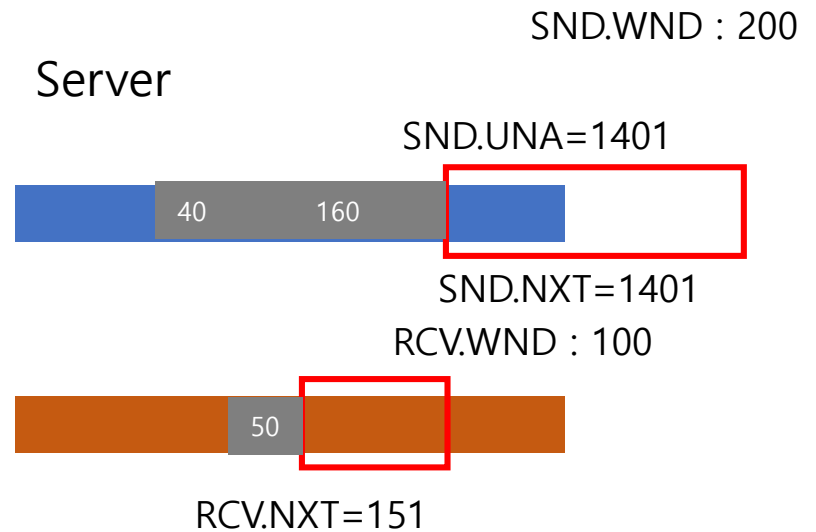 SND.WND : 200
Server
SND.UNA=1401
40 160
SND.NXT=1401
RCV.WND : 100
50
RCV.NXT=151